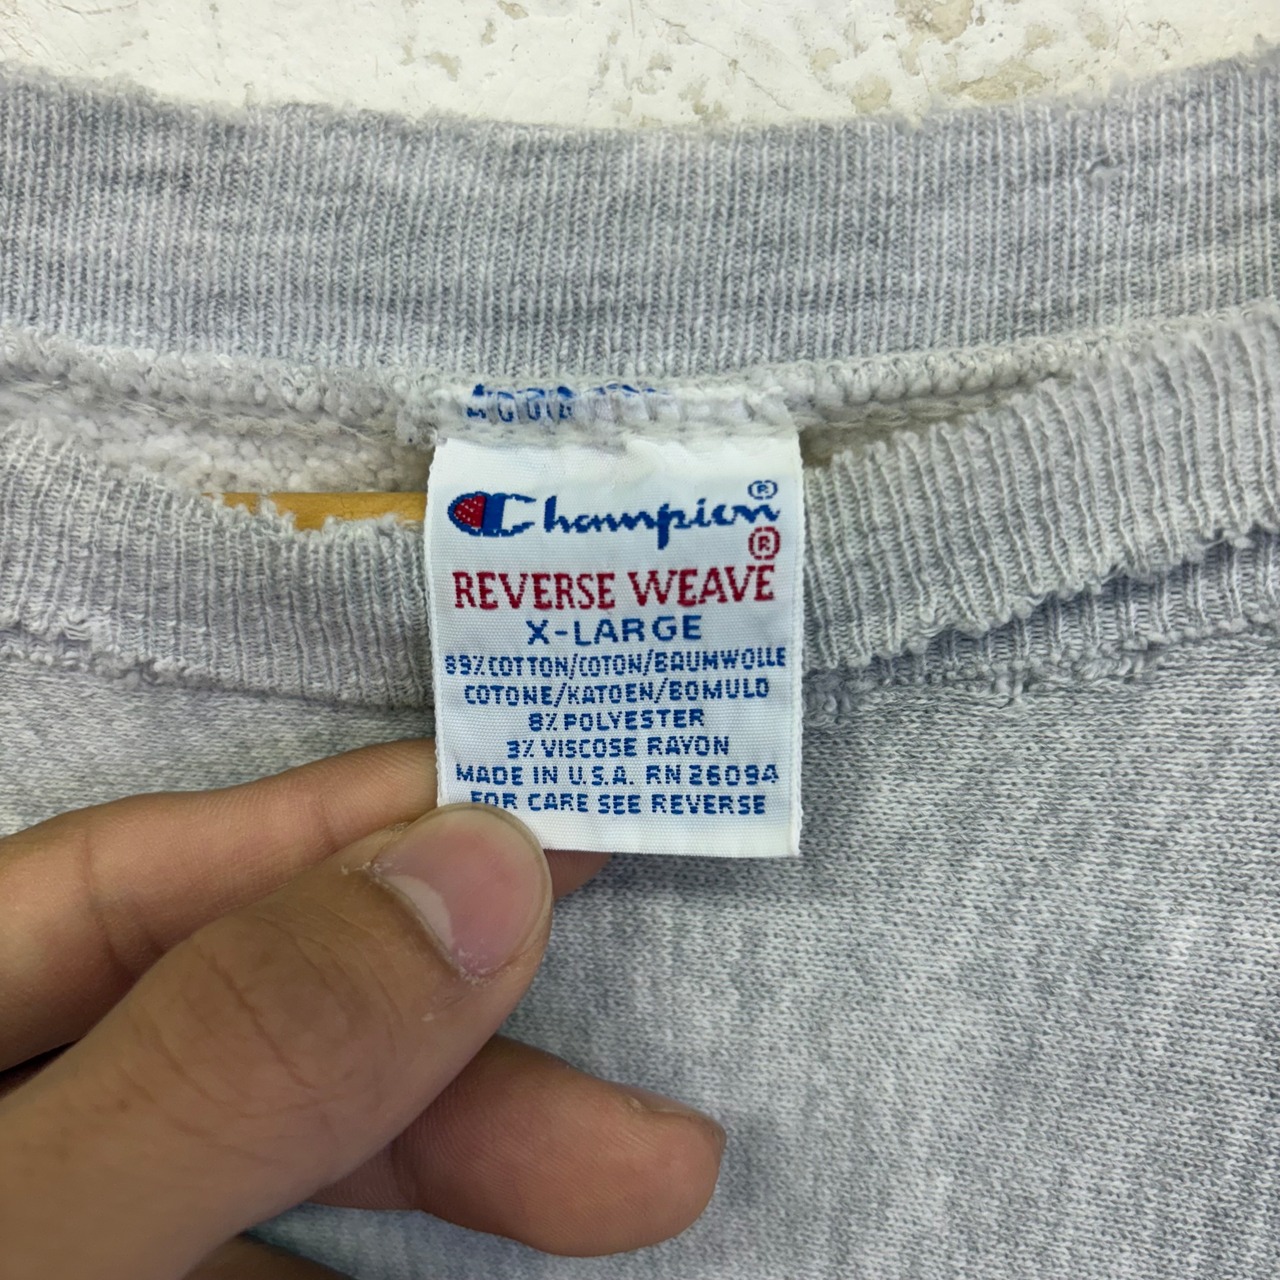 Champion®
®
REVERSE WEAVE
X-LARGE
89% COTTON/COTON/BAUMWOLLE
COTONE/KATOEN/BOMULD
8% POLYESTER
3% VISCOSE RAYON
MADE IN U.S.A. RN 26094
FOR CARE SEE REVERSE